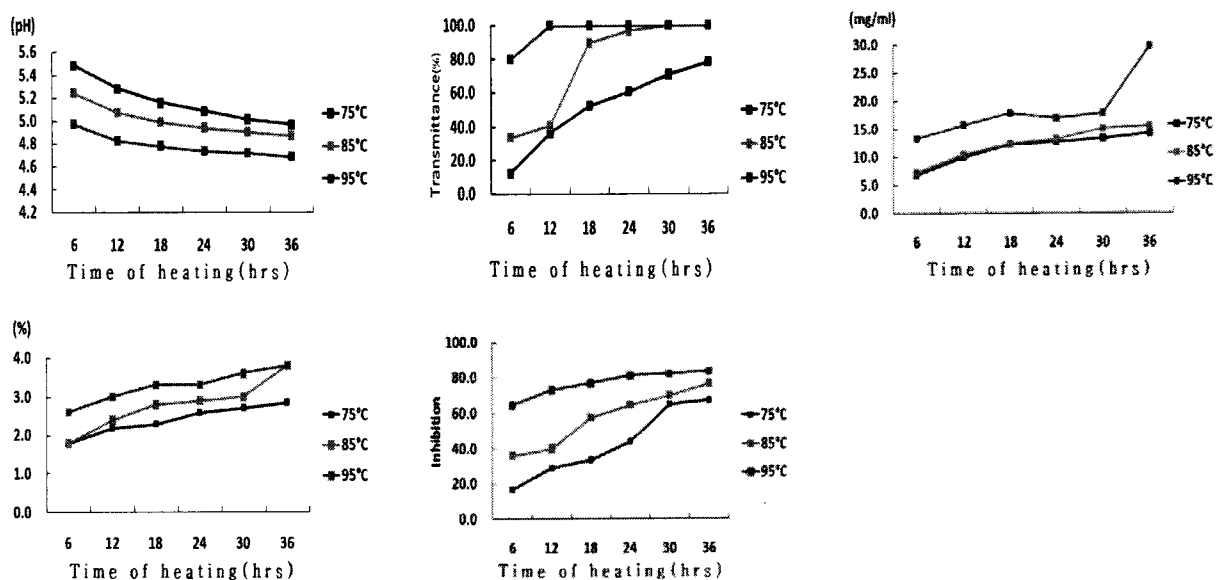 (pH)
5.6
5.4
5.2
5.0
4.8
4.6
4.4
4.2
6 12 18 24 30 36
Time of heating(hrs)
75°C
85°C
95°C
Transmittance(%)
100.0
80.0
60.0
40.0
20.0
0.0
6 12 18 24 30 36
Time of heating(hrs)
75°C
85°C
95°C
(mg/ml)
30.0
25.0
20.0
15.0
10.0
5.0
0.0
6 12 18 24 30 36
Time of heating(hrs)
75°C
85°C
95°C
(%)
4.0
3.0
2.0
1.0
0.0
6 12 18 24 30 36
Time of heating(hrs)
75°C
85°C
95°C
Inhibition
100.0
80.0
60.0
40.0
20.0
0.0
6 12 18 24 30 36
Time of heating(hrs)
75°C
85°C
95°C